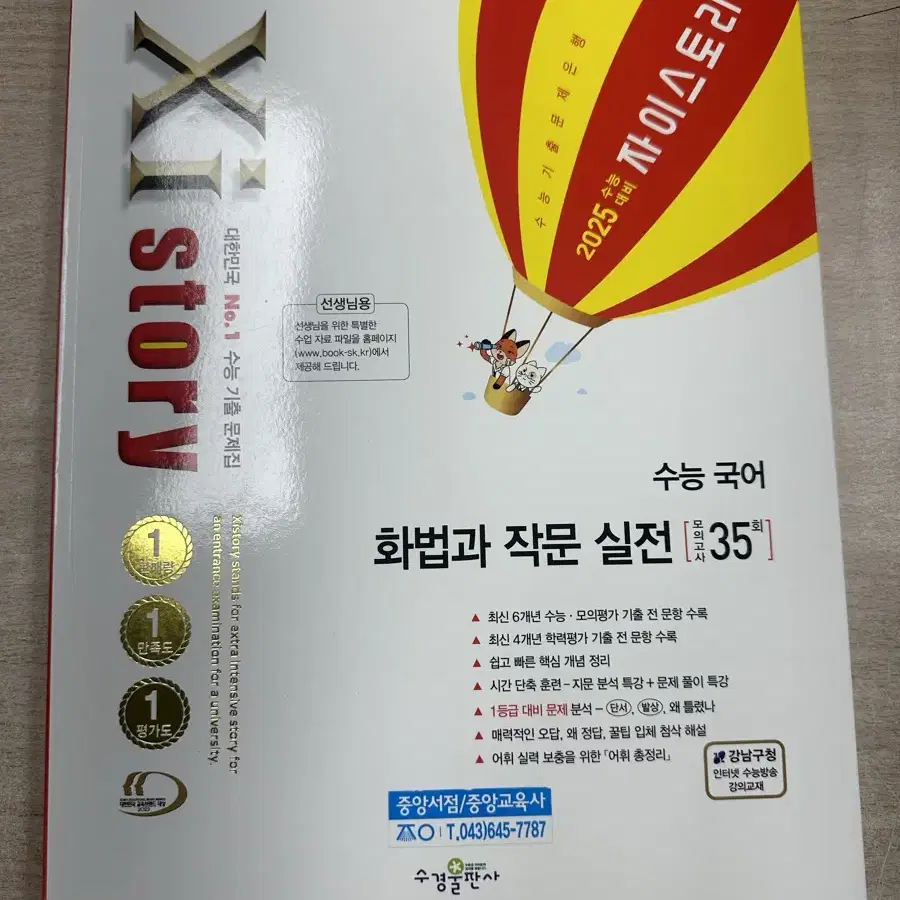 Xi story
대한민국 No.1 수능 기출 문제집
Xistory stands for extra intensive story for
an entrance examination for a university.
수능 기출 문제 은행
2025 수능 대비
자이스토리
선생님용
선생님을 위한 특별한
수업 자료 파일을 홈페이지
(www.book-sk.kr)에서
제공해 드립니다.
수능 국어
화법과 작문 실전 [모의고사 35회]
▲ 최신 6개년 수능·모의평가 기출 전 문항 수록
▲ 최신 4개년 학력평가 기출 전 문항 수록
▲ 쉽고 빠른 핵심 개념 정리
▲ 시간 단축 훈련 – 지문 분석 특강 + 문제 풀이 특강
▲ 1등급 대비 문제 분석 – 단서, 발상, 왜 틀렸나
▲ 매력적인 오답, 왜 정답, 꿀팁 입체 첨삭 해설
▲ 어휘 실력 보충을 위한 「어휘 총정리」
1
판매량
1
만족도
1
평가도
강남구청
인터넷 수능방송
강의교재
중앙서점/중앙교육사
T.043)645-7787
수경출판사